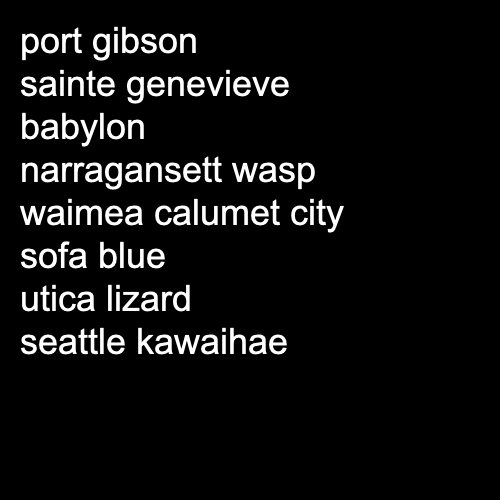 port gibson
sainte genevieve
babylon
narragansett wasp
waimea calumet city
sofa blue
utica lizard
seattle kawaihae